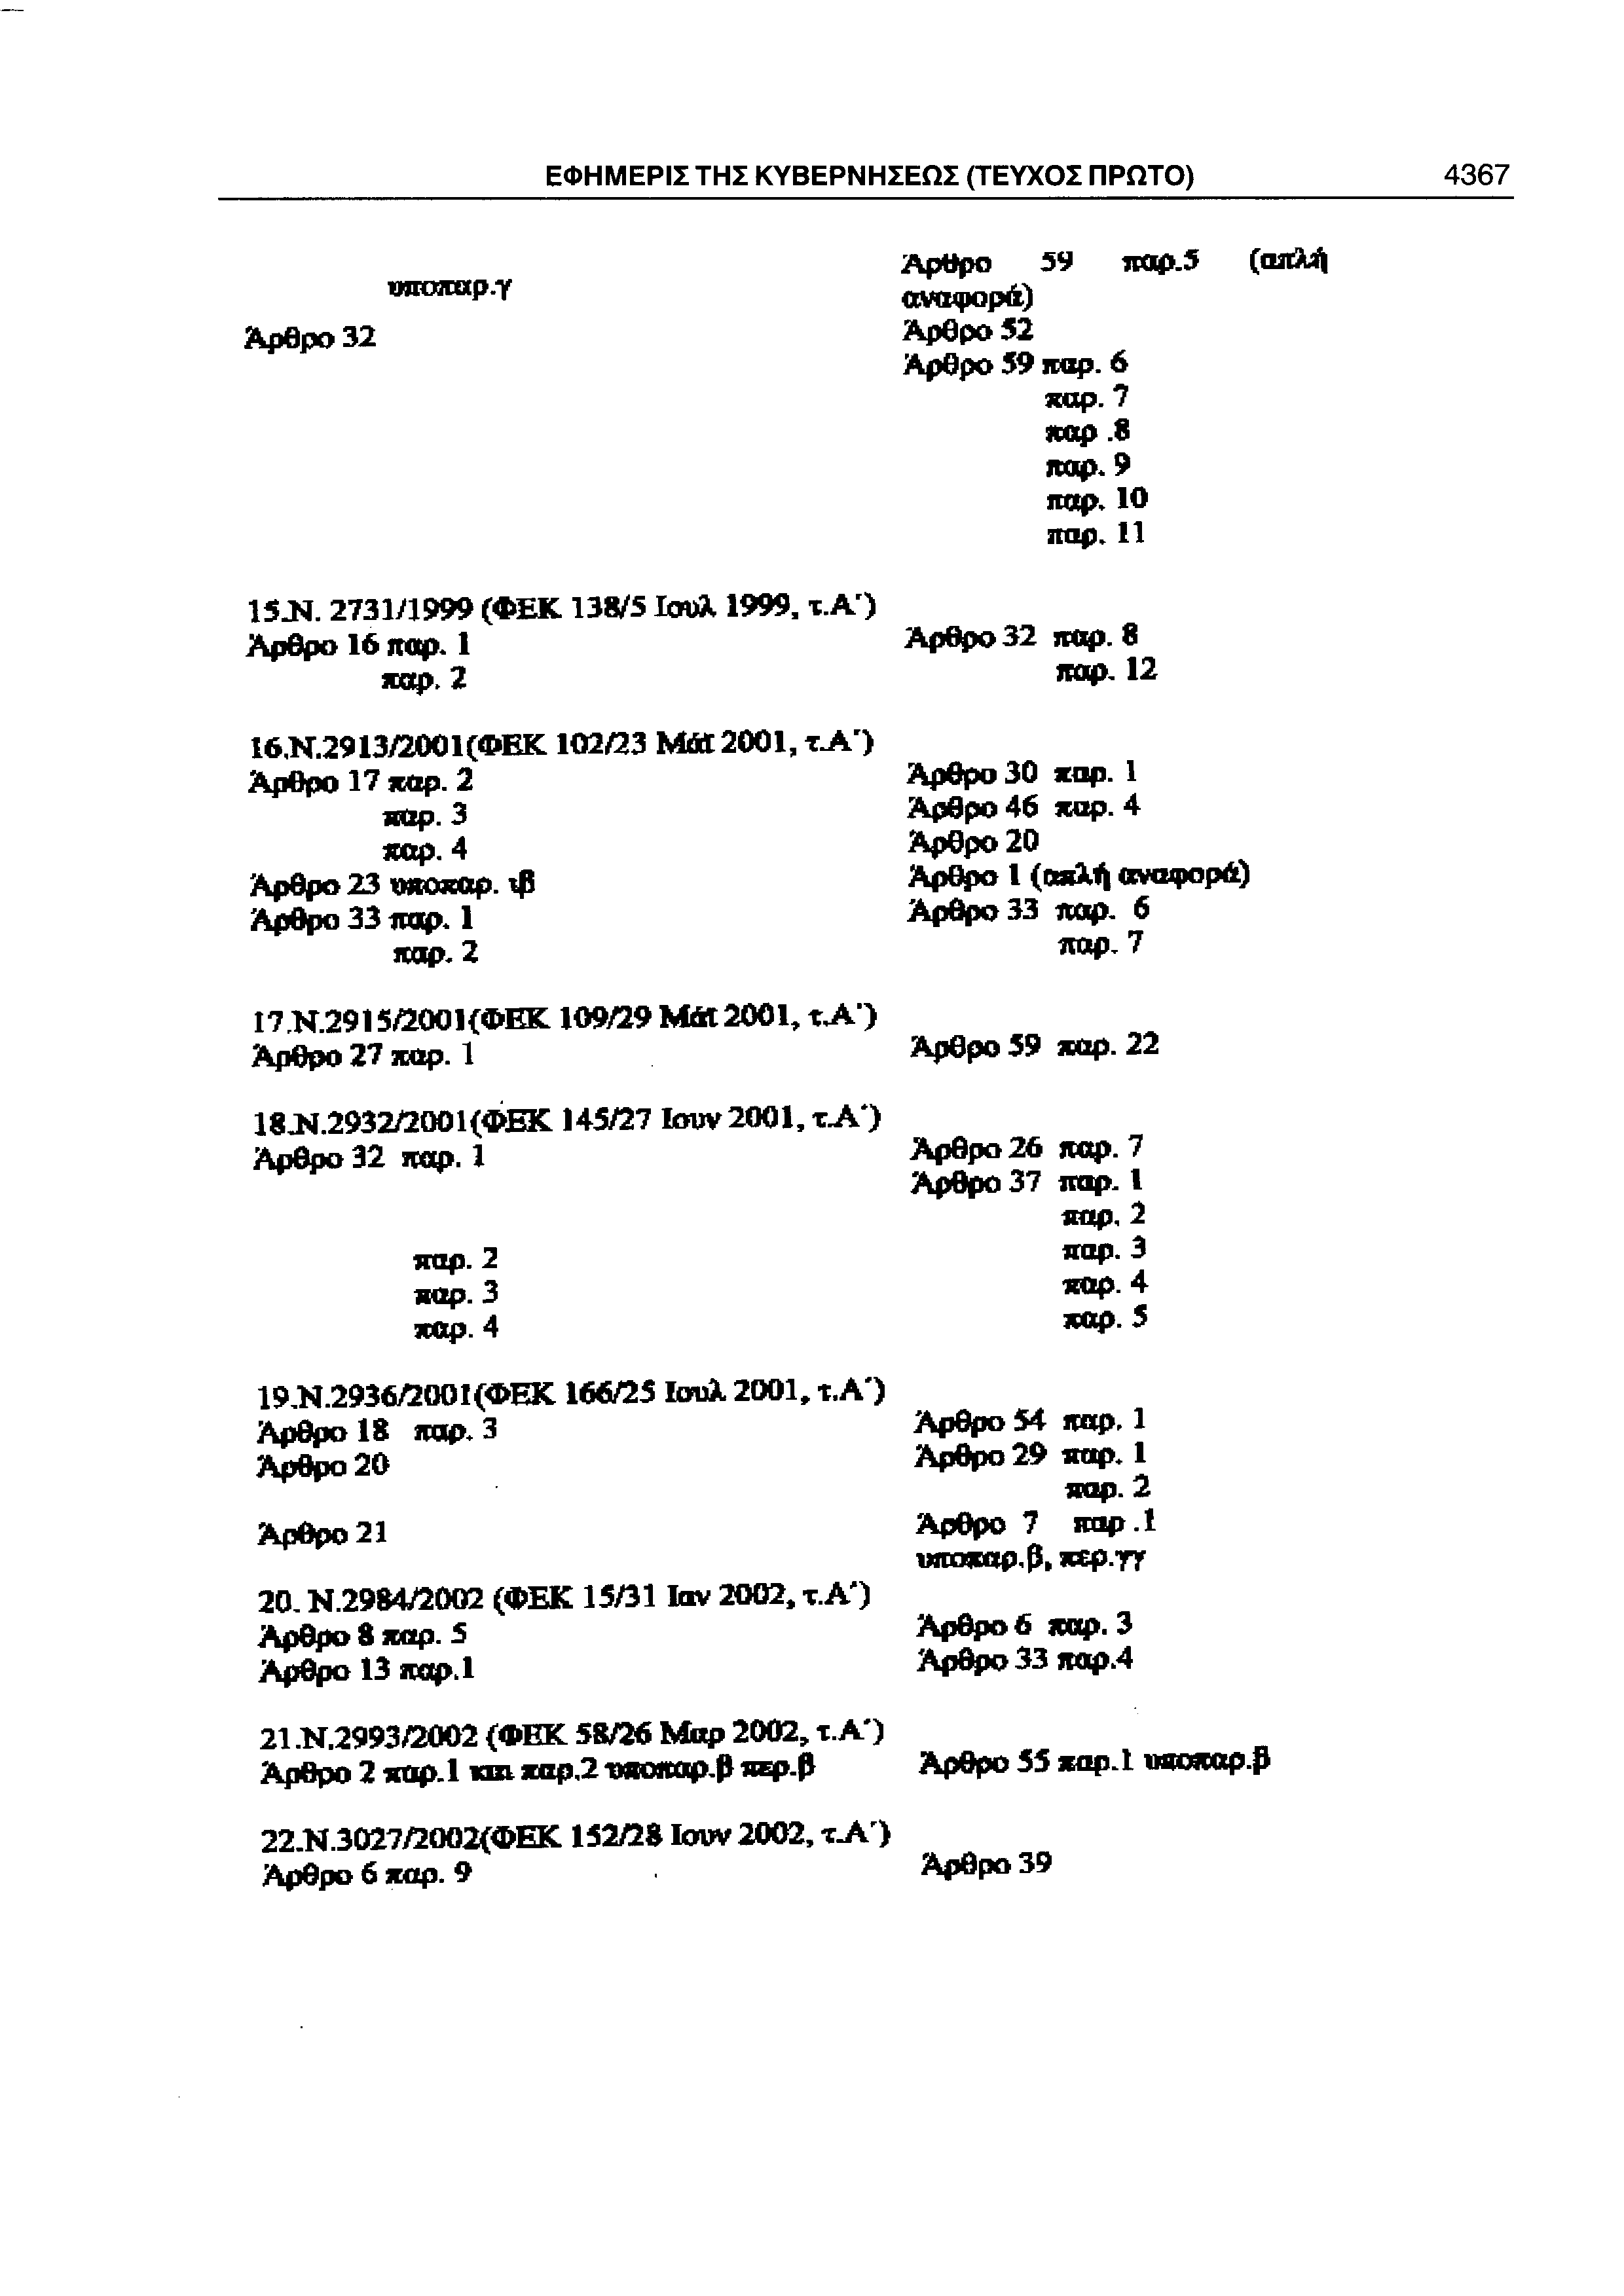 ΕΦΗΜΕΡΙΣ ΤΗΣ ΚΥΒΕΡΝΗΣΕΩΣ (ΤΕΥΧΟΣ ΠΡΩΤΟ) 4367
υποπαρ.γ Άρθρο 59 παρ.5 (απλή
αναφορά)
Άρθρο 32 Άρθρο 52
Άρθρο 59 παρ. 6
παρ. 7
παρ .8
παρ. 9
παρ. 10
παρ. 11
15.Ν. 2731/1999 (ΦΕΚ 138/5 Ιουλ 1999, τ.Α΄)
Άρθρο 16 παρ. 1 Άρθρο 32 παρ. 8
παρ. 2 παρ. 12
16.Ν.2913/2001(ΦΕΚ 102/23 Μάϊ 2001, τ.Α΄)
Άρθρο 17 παρ. 2 Άρθρο 30 παρ. 1
παρ. 3 Άρθρο 46 παρ. 4
παρ. 4 Άρθρο 20
Άρθρο 23 υποπαρ. ιβ Άρθρο 1 (απλή αναφορά)
Άρθρο 33 παρ. 1 Άρθρο 33 παρ. 6
παρ. 2 παρ. 7
17.Ν.2915/2001(ΦΕΚ 109/29 Μάϊ 2001, τ.Α΄)
Άρθρο 27 παρ. 1 Άρθρο 59 παρ. 22
18.Ν.2932/2001(ΦΕΚ 145/27 Ιουν 2001, τ.Α΄)
Άρθρο 32 παρ. 1 Άρθρο 26 παρ. 7
Άρθρο 37 παρ. 1
παρ. 2
παρ. 2 παρ. 3
παρ. 3 παρ. 4
παρ. 4 παρ. 5
19.Ν.2936/2001(ΦΕΚ 166/25 Ιουλ 2001, τ.Α΄)
Άρθρο 18 παρ. 3 Άρθρο 54 παρ. 1
Άρθρο 20 Άρθρο 29 παρ. 1
παρ. 2
Άρθρο 21 Άρθρο 7 παρ .1
υποπαρ.β, περ.γγ
20. Ν.2984/2002 (ΦΕΚ 15/31 Ιαν 2002, τ.Α΄)
Άρθρο 8 παρ. 5 Άρθρο 6 παρ. 3
Άρθρο 13 παρ.1 Άρθρο 33 παρ.4
21.Ν.2993/2002 (ΦΕΚ 58/26 Μαρ 2002, τ.Α΄)
Άρθρο 2 παρ.1 και παρ.2 υποπαρ.β περ.β Άρθρο 55 παρ.1 υποπαρ.β
22.Ν.3027/2002(ΦΕΚ 152/28 Ιουν 2002, τ.Α΄)
Άρθρο 6 παρ. 9 Άρθρο 39